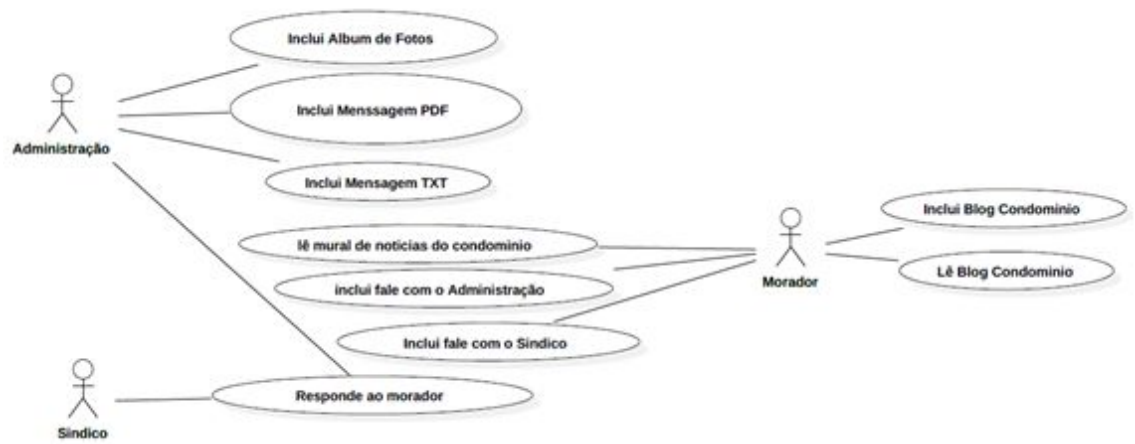 Inclui Album de Fotos
Inclui Menssagem PDF
Administração
Inclui Mensagem TXT
Inclui Blog Condominio
lê mural de noticias do condominio
Lê Blog Condominio
Morador
inclui fale com o Administração
Inclui fale com o Sindico
Responde ao morador
Sindico